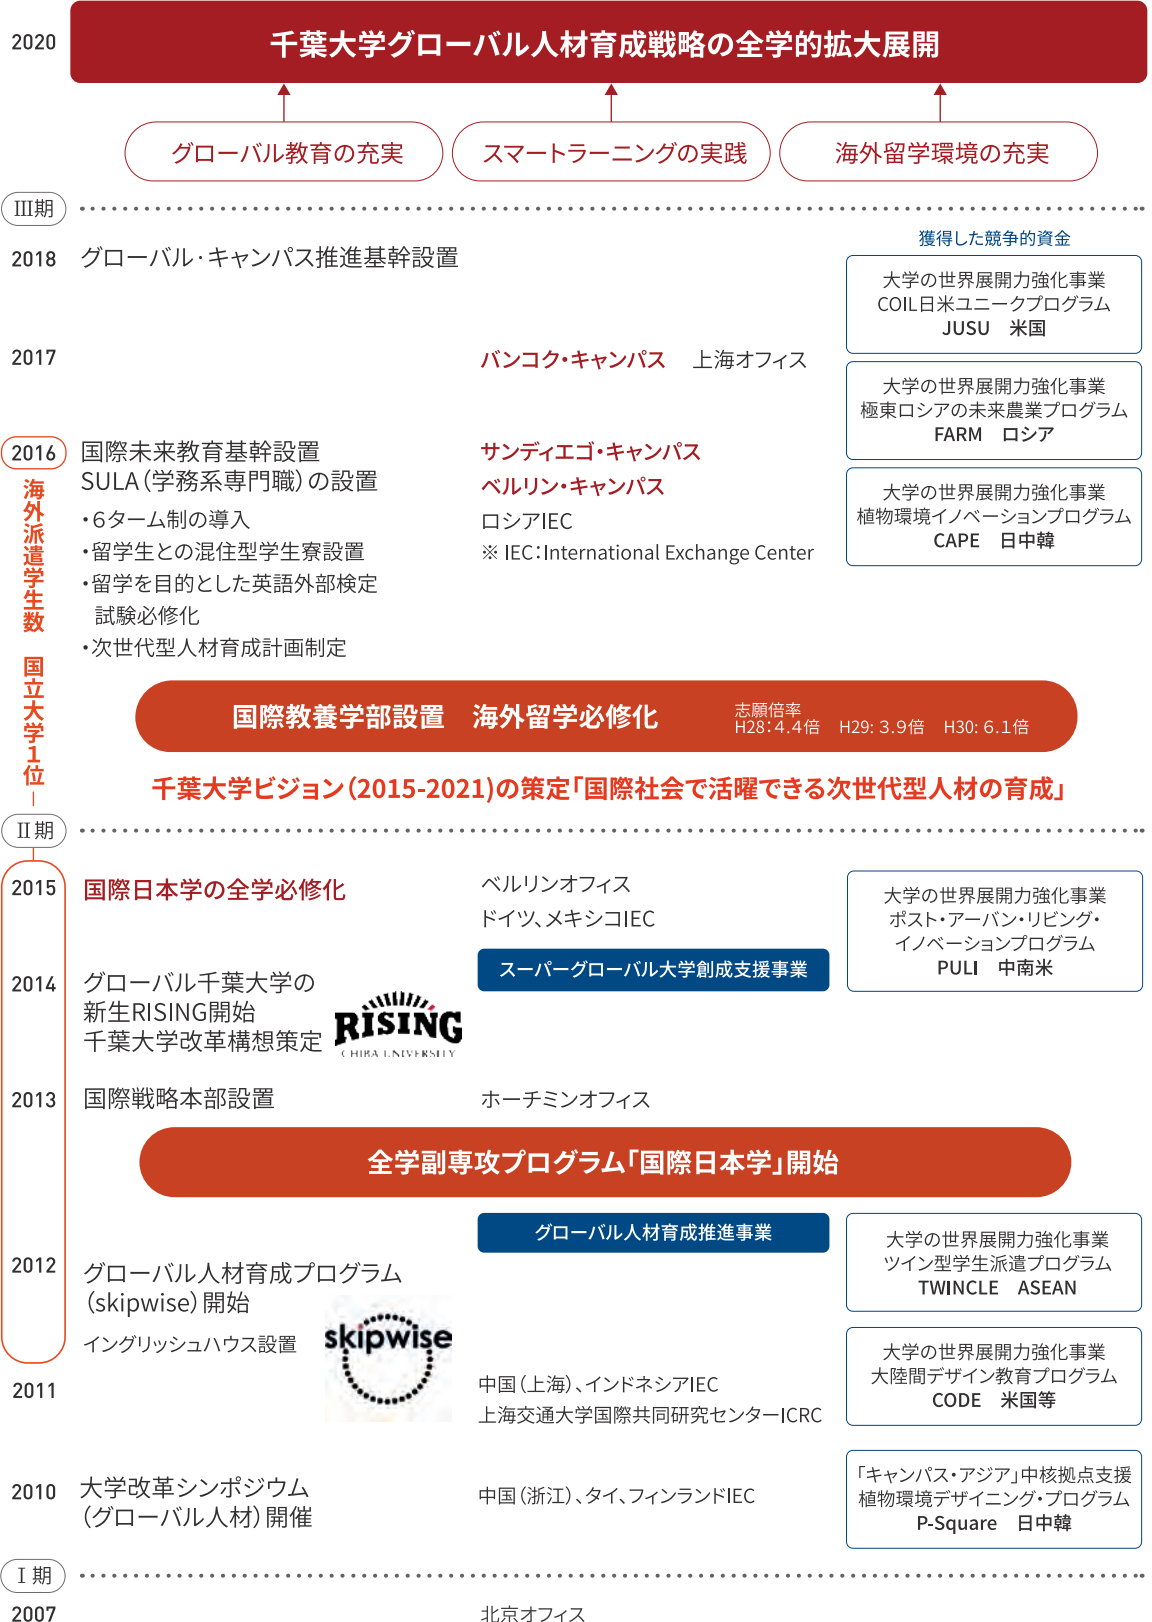 2020
千葉大学グローバル人材育成戦略の全学的拡大展開
グローバル教育の充実
スマートラーニングの実践
海外留学環境の充実
Ⅲ期
2018
グローバル・キャンパス推進基幹設置
獲得した競争的資金
大学の世界展開力強化事業
COIL日米ユニークプログラム
JUSU 米国
2017
バンコク・キャンパス 上海オフィス
大学の世界展開力強化事業
極東ロシアの未来農業プログラム
FARM ロシア
2016
海外派遣学生数 国立大学1位
国際未来教育基幹設置
SULA（学務系専門職）の設置
・6ターム制の導入
・留学生との混住型学生寮設置
・留学を目的とした英語外部検定
試験必修化
・次世代型人材育成計画制定
サンディエゴ・キャンパス
ベルリン・キャンパス
ロシアIEC
※ IEC：International Exchange Center
大学の世界展開力強化事業
植物環境イノベーションプログラム
CAPE 日中韓
国際教養学部設置 海外留学必修化
志願倍率
H28：4.4倍 H29: 3.9倍 H30: 6.1倍
千葉大学ビジョン（2015-2021)の策定「国際社会で活曜できる次世代型人材の育成」
Ⅱ期
2015
国際日本学の全学必修化
ベルリンオフィス
ドイツ、メキシコIEC
大学の世界展開力強化事業
ポスト・アーバン・リビング・
イノベーションプログラム
PULI 中南米
スーパーグローバル大学創成支援事業
2014
グローバル千葉大学の
新生RISING開始
千葉大学改革構想策定
RISING
CHIBA UNIVERSITY
2013
国際戦略本部設置
ホーチミンオフィス
全学副専攻プログラム「国際日本学」開始
グローバル人材育成推進事業
大学の世界展開力強化事業
ツイン型学生派遣プログラム
TWINCLE ASEAN
2012
グローバル人材育成プログラム
（skipwise）開始
イングリッシュハウス設置
skipwise
大学の世界展開力強化事業
大陸間デザイン教育プログラム
CODE 米国等
2011
中国（上海）、インドネシアIEC
上海交通大学国際共同研究センターICRC
2010
大学改革シンポジウム
（グローバル人材）開催
中国（浙江）、タイ、フィンランドIEC
「キャンパス・アジア」中核拠点支援
植物環境デザイニング・プログラム
P-Square 日中韓
Ⅰ期
2007
北京オフィス